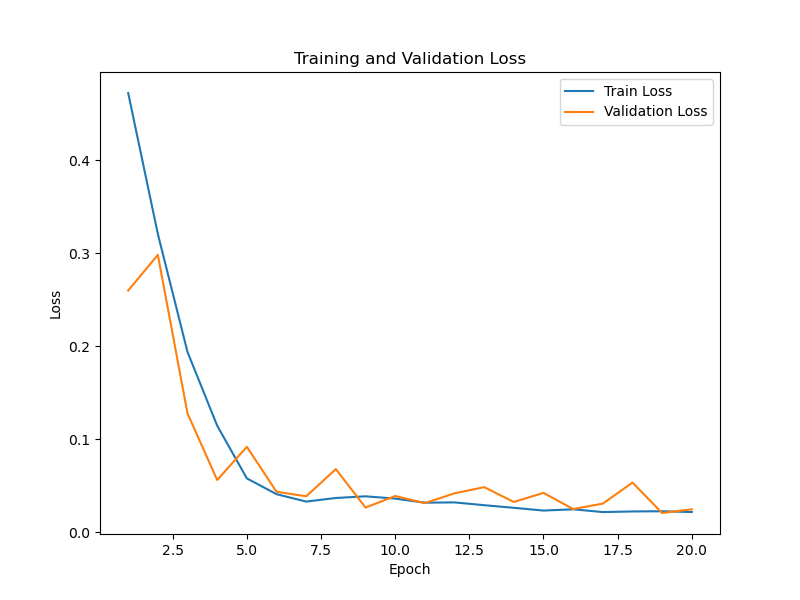 Training and Validation Loss
Train Loss
Validation Loss
0.4
0.3
0.2
0.1
0.0
Loss
2.5
5.0
7.5
10.0
12.5
15.0
17.5
20.0
Epoch